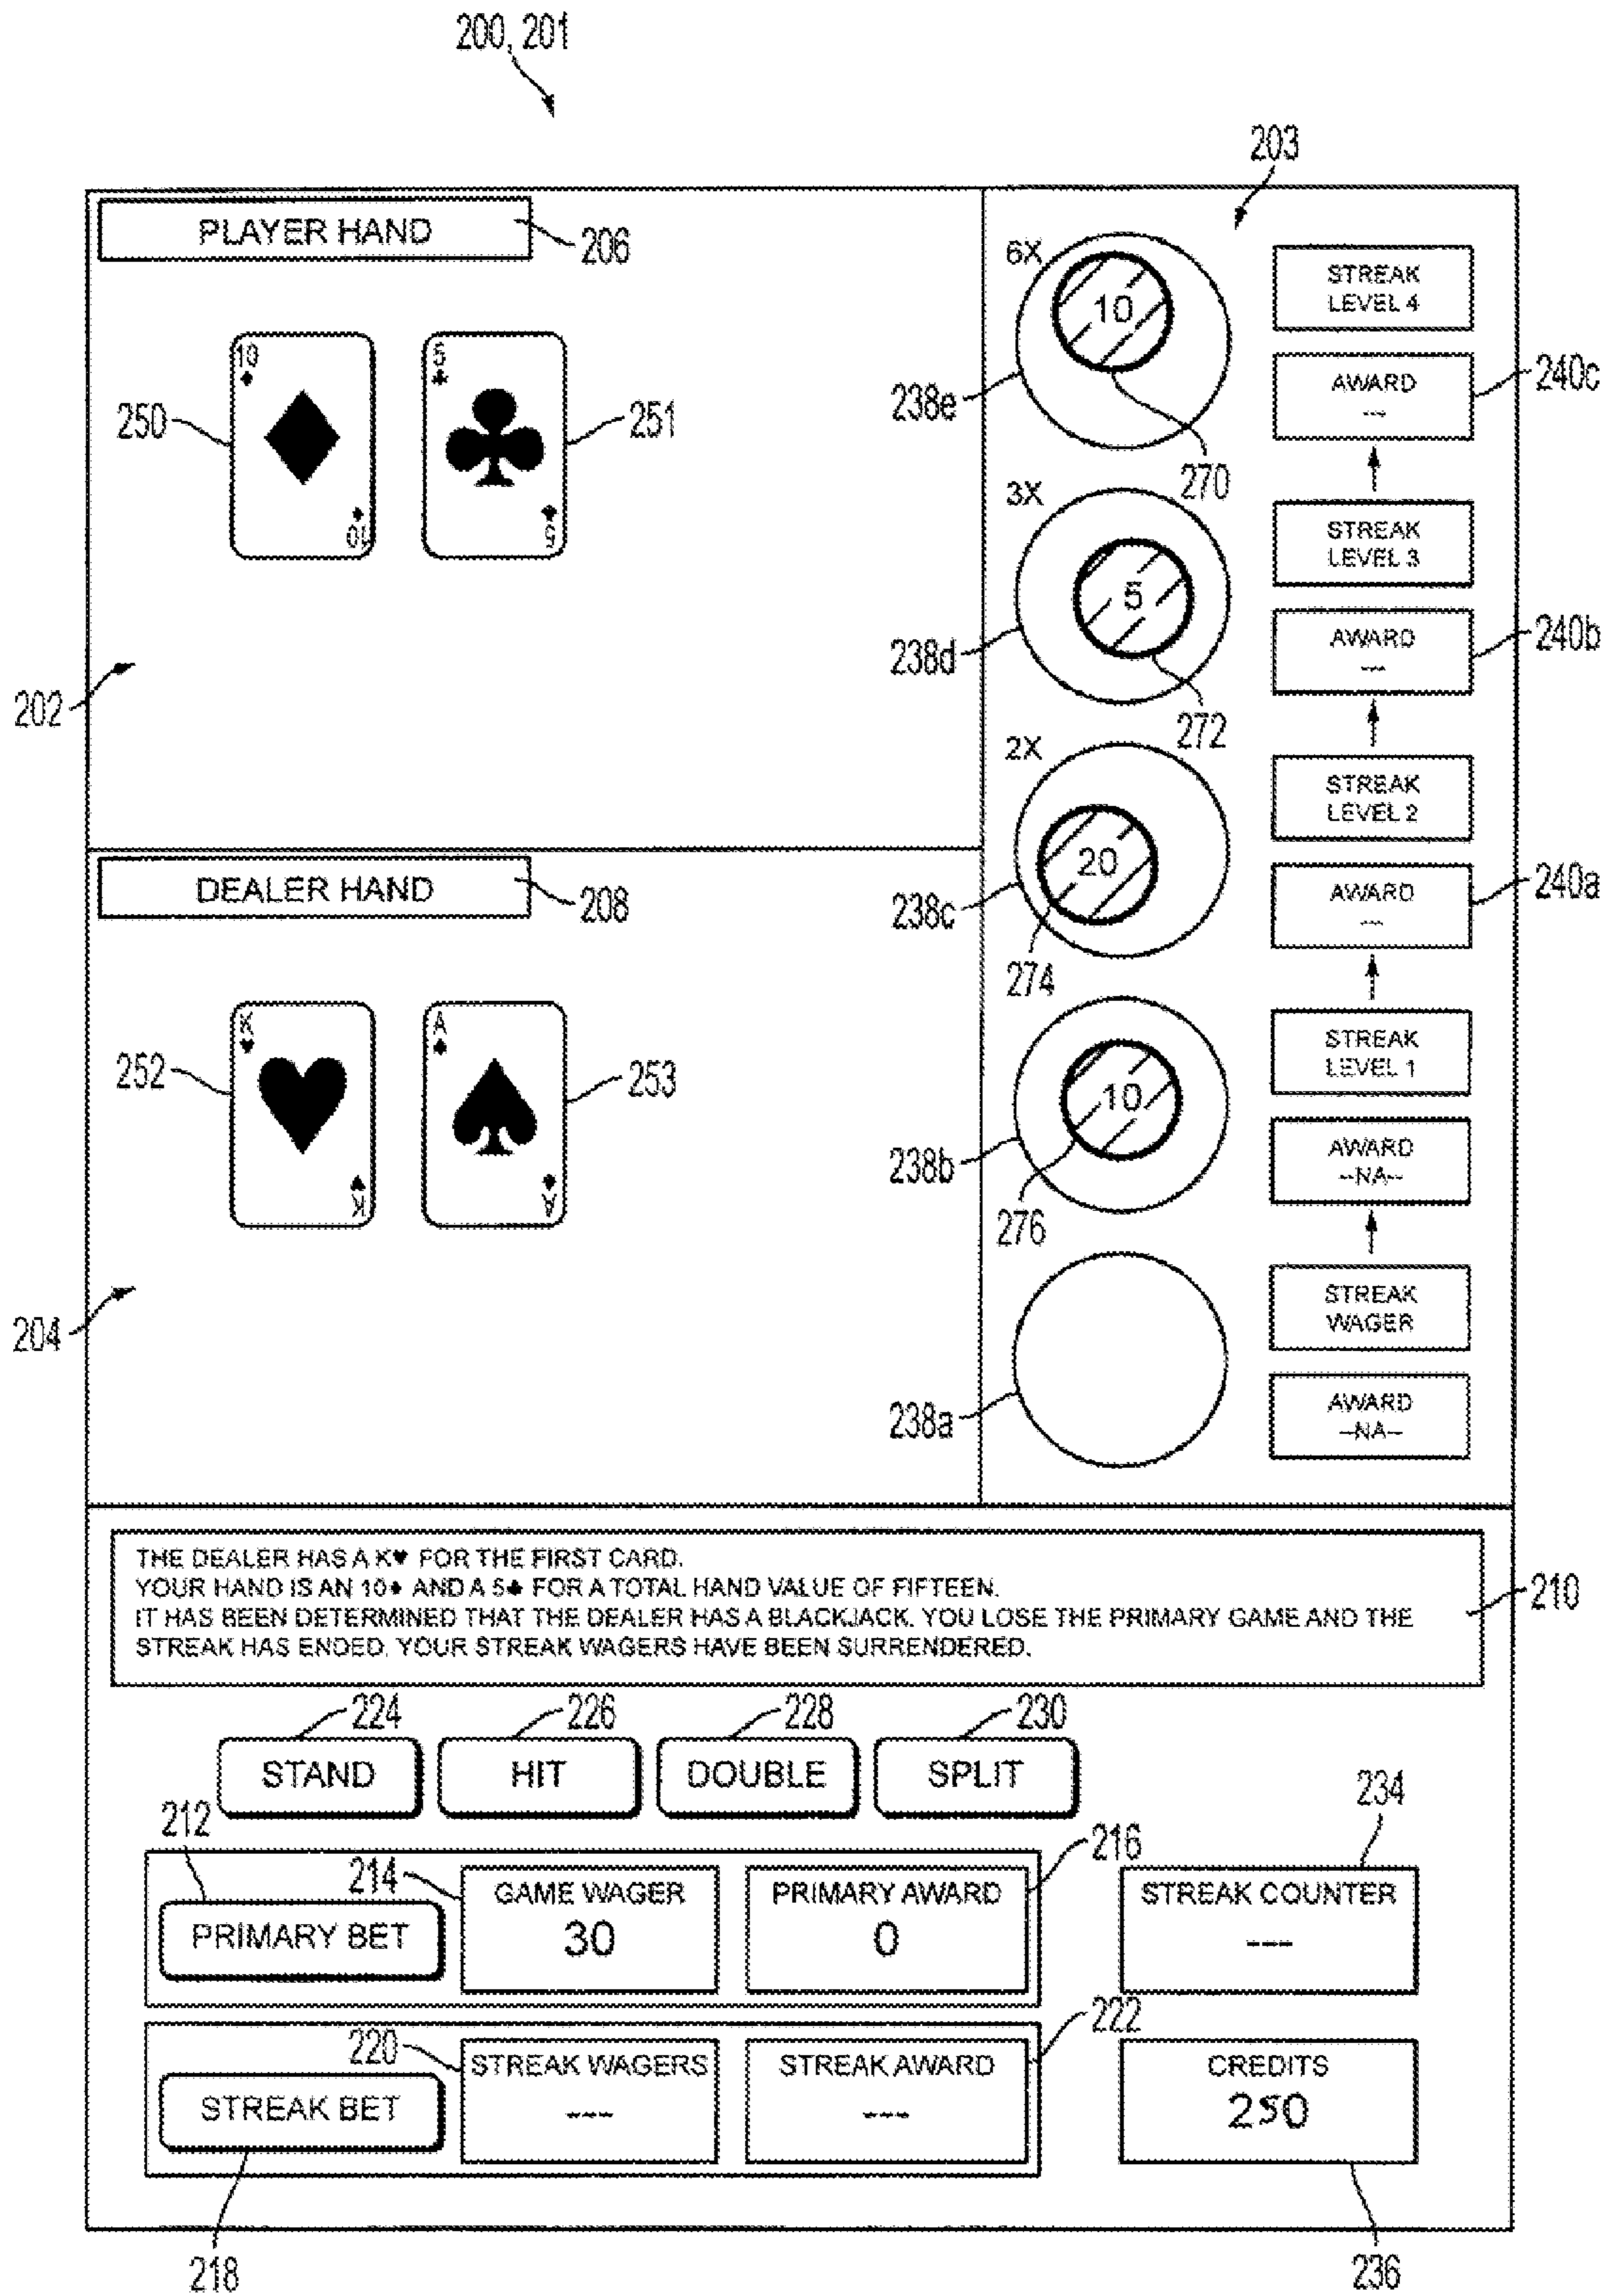 200, 201
203
PLAYER HAND
206
10♦
10♦
250
5♣
5♣
251
202
DEALER HAND
208
K♥
K♥
252
A♠
A♠
253
204
6X
10
238e
270
STREAK
LEVEL 4
AWARD
---
240c
3X
5
238d
272
STREAK
LEVEL 3
AWARD
---
240b
2X
20
238c
274
STREAK
LEVEL 2
AWARD
---
240a
10
238b
276
STREAK
LEVEL 1
AWARD
--NA--
238a
STREAK
WAGER
AWARD
--NA--
THE DEALER HAS A K♥ FOR THE FIRST CARD.
YOUR HAND IS AN 10♦ AND A 5♣ FOR A TOTAL HAND VALUE OF FIFTEEN.
IT HAS BEEN DETERMINED THAT THE DEALER HAS A BLACKJACK. YOU LOSE THE PRIMARY GAME AND THE
STREAK HAS ENDED. YOUR STREAK WAGERS HAVE BEEN SURRENDERED.
210
224
226
228
230
STAND
HIT
DOUBLE
SPLIT
212
PRIMARY BET
214
GAME WAGER
30
PRIMARY AWARD
0
216
234
STREAK COUNTER
---
STREAK BET
218
220
STREAK WAGERS
---
STREAK AWARD
---
222
CREDITS
250
236